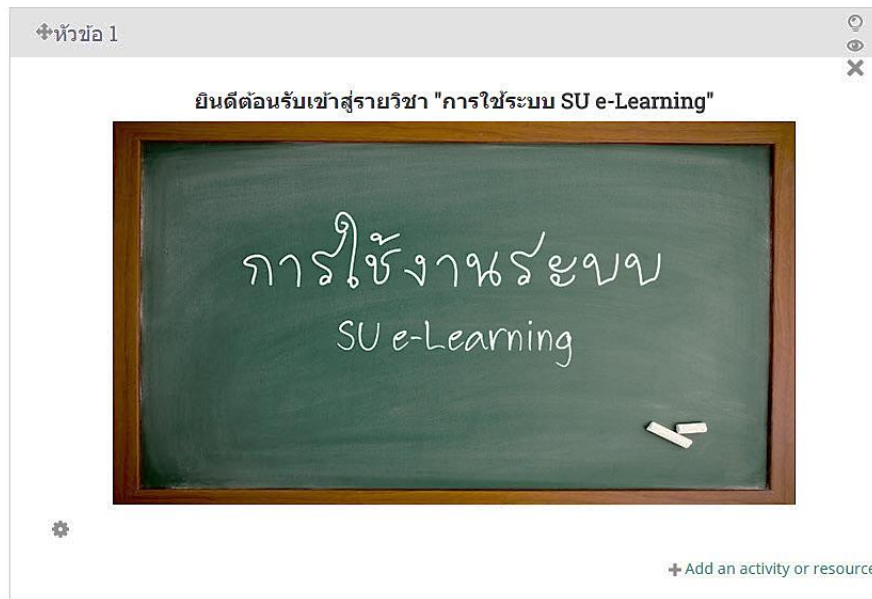 หัวข้อ 1
ยินดีต้อนรับเข้าสู่รายวิชา "การใช้ระบบ SU e-Learning"
การใช้งานระบบ
SU e-Learning
Add an activity or resource